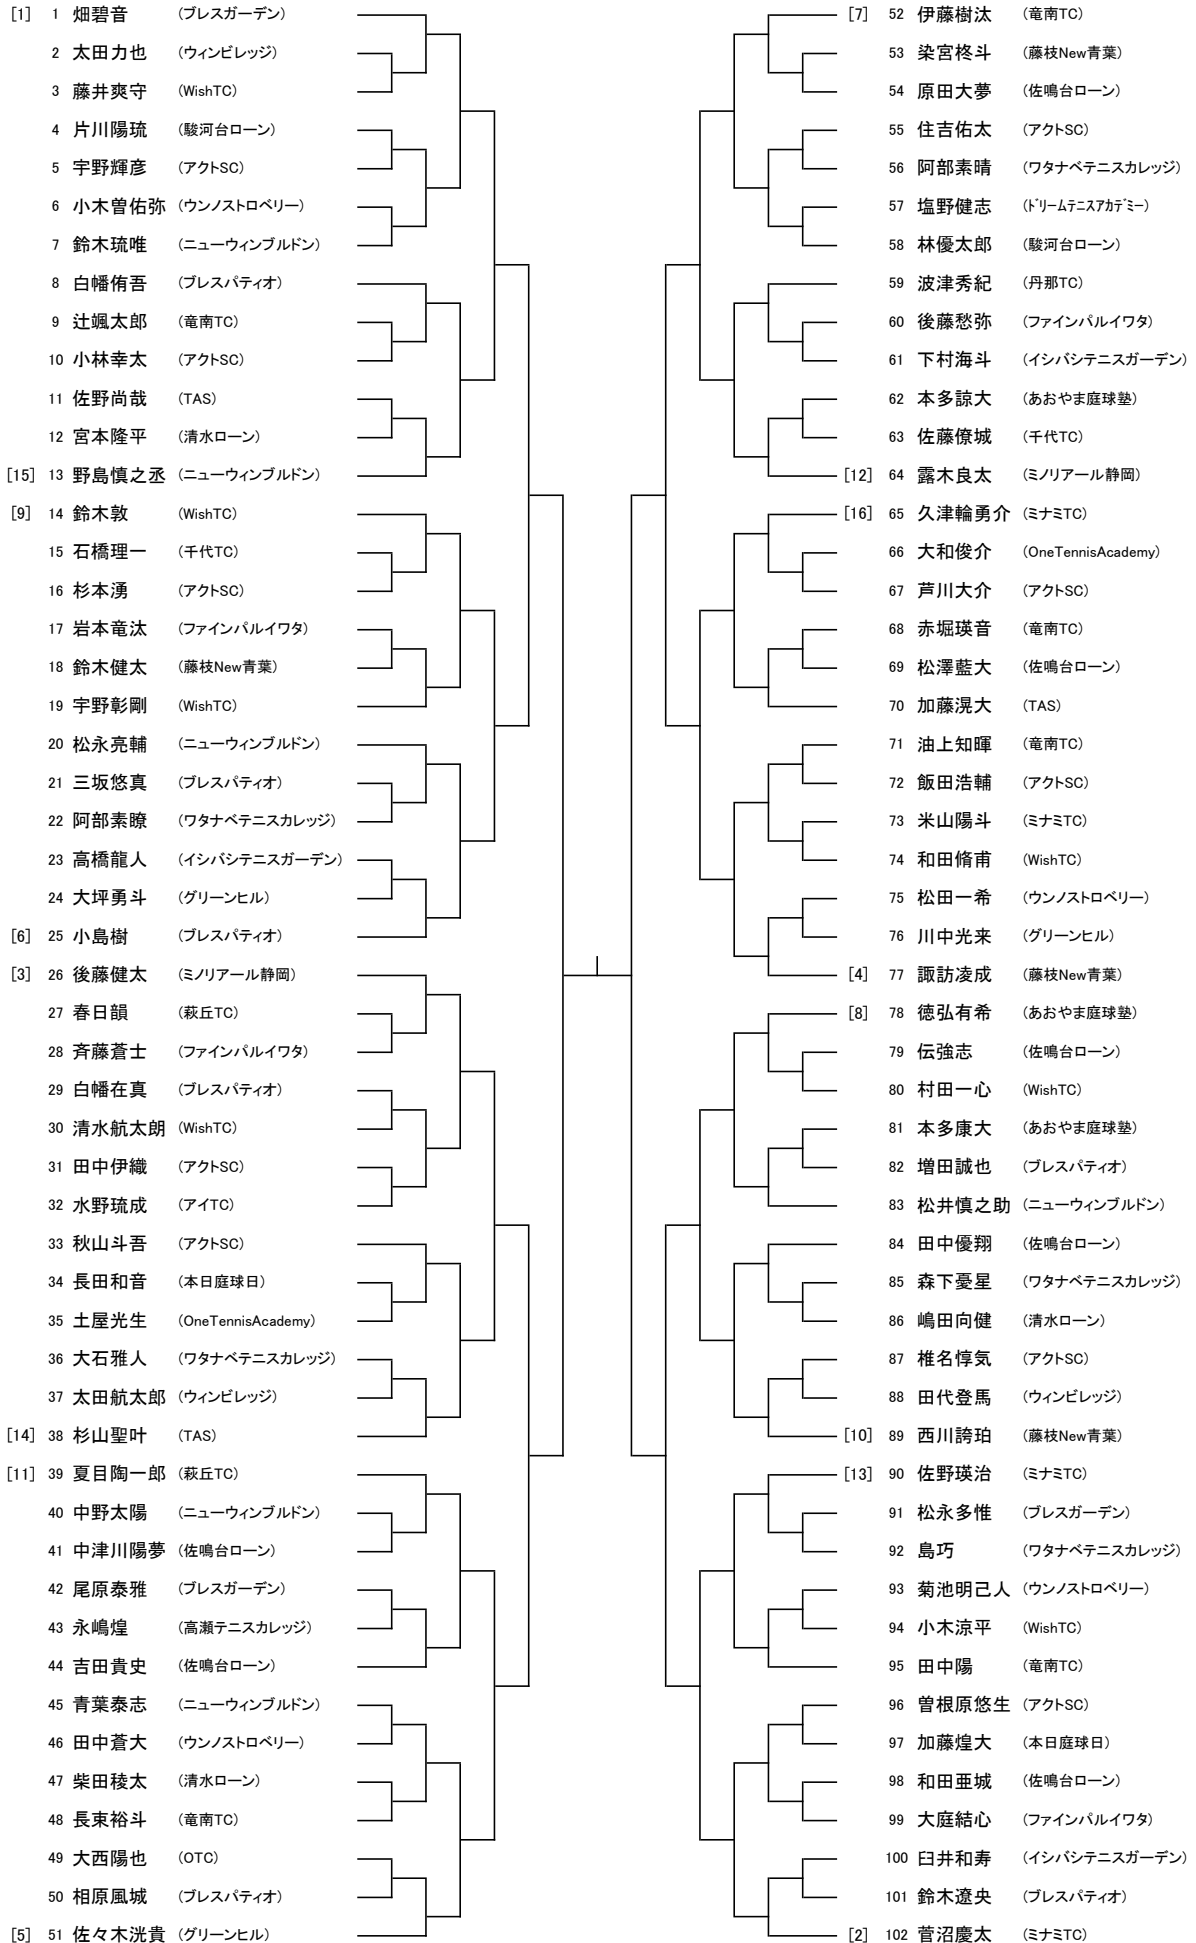 [1] 1 畑碧音 (ブレスガーデン)
2 太田力也 (ウィンビレッジ)
3 藤井爽守 (WishTC)
4 片川陽琉 (駿河台ローン)
5 宇野輝彦 (アクトSC)
6 小木曽佑弥 (ウンノストロベリー)
7 鈴木琉唯 (ニューウィンブルドン)
8 白幡侑吾 (ブレスパティオ)
9 辻颯太郎 (竜南TC)
10 小林幸太 (アクトSC)
11 佐野尚哉 (TAS)
12 宮本隆平 (清水ローン)
[15] 13 野島慎之丞 (ニューウィンブルドン)
[9] 14 鈴木敦 (WishTC)
15 石橋理一 (千代TC)
16 杉本湧 (アクトSC)
17 岩本竜汰 (ファインパルイワタ)
18 鈴木健太 (藤枝New青葉)
19 宇野彰剛 (WishTC)
20 松永亮輔 (ニューウィンブルドン)
21 三坂悠真 (ブレスパティオ)
22 阿部素瞭 (ワタナベテニスカレッジ)
23 高橋龍人 (イシバシテニスガーデン)
24 大坪勇斗 (グリーンヒル)
[6] 25 小島樹 (ブレスパティオ)
[3] 26 後藤健太 (ミノリアール静岡)
27 春日韻 (萩丘TC)
28 斉藤蒼士 (ファインパルイワタ)
29 白幡在真 (ブレスパティオ)
30 清水航太朗 (WishTC)
31 田中伊織 (アクトSC)
32 水野琉成 (アイTC)
33 秋山斗吾 (アクトSC)
34 長田和音 (本日庭球日)
35 土屋光生 (OneTennisAcademy)
36 大石雅人 (ワタナベテニスカレッジ)
37 太田航太郎 (ウィンビレッジ)
[14] 38 杉山聖叶 (TAS)
[11] 39 夏目陶一郎 (萩丘TC)
40 中野太陽 (ニューウィンブルドン)
41 中津川陽夢 (佐鳴台ローン)
42 尾原泰雅 (ブレスガーデン)
43 永嶋煌 (高瀬テニスカレッジ)
44 吉田貴史 (佐鳴台ローン)
45 青葉泰志 (ニューウィンブルドン)
46 田中蒼大 (ウンノストロベリー)
47 柴田稜太 (清水ローン)
48 長束裕斗 (竜南TC)
49 大西陽也 (OTC)
50 相原風城 (ブレスパティオ)
[5] 51 佐々木洸貴 (グリーンヒル)
[7] 52 伊藤樹汰 (竜南TC)
53 染宮柊斗 (藤枝New青葉)
54 原田大夢 (佐鳴台ローン)
55 住吉佑太 (アクトSC)
56 阿部素晴 (ワタナベテニスカレッジ)
57 塩野健志 (ﾄﾞﾘｰﾑﾃﾆｽｱｶﾃﾞﾐｰ)
58 林優太郎 (駿河台ローン)
59 波津秀紀 (丹那TC)
60 後藤愁弥 (ファインパルイワタ)
61 下村海斗 (イシバシテニスガーデン)
62 本多諒大 (あおやま庭球塾)
63 佐藤僚城 (千代TC)
[12] 64 露木良太 (ミノリアール静岡)
[16] 65 久津輪勇介 (ミナミTC)
66 大和俊介 (OneTennisAcademy)
67 芦川大介 (アクトSC)
68 赤堀瑛音 (竜南TC)
69 松澤藍大 (佐鳴台ローン)
70 加藤滉大 (TAS)
71 油上知暉 (竜南TC)
72 飯田浩輔 (アクトSC)
73 米山陽斗 (ミナミTC)
74 和田脩甫 (WishTC)
75 松田一希 (ウンノストロベリー)
76 川中光来 (グリーンヒル)
[4] 77 諏訪凌成 (藤枝New青葉)
[8] 78 徳弘有希 (あおやま庭球塾)
79 伝強志 (佐鳴台ローン)
80 村田一心 (WishTC)
81 本多康大 (あおやま庭球塾)
82 増田誠也 (ブレスパティオ)
83 松井慎之助 (ニューウィンブルドン)
84 田中優翔 (佐鳴台ローン)
85 森下憂星 (ワタナベテニスカレッジ)
86 嶋田向健 (清水ローン)
87 椎名惇気 (アクトSC)
88 田代登馬 (ウィンビレッジ)
[10] 89 西川誇珀 (藤枝New青葉)
[13] 90 佐野瑛治 (ミナミTC)
91 松永多惟 (ブレスガーデン)
92 島巧 (ワタナベテニスカレッジ)
93 菊池明己人 (ウンノストロベリー)
94 小木涼平 (WishTC)
95 田中陽 (竜南TC)
96 曽根原悠生 (アクトSC)
97 加藤煌大 (本日庭球日)
98 和田亜城 (佐鳴台ローン)
99 大庭結心 (ファインパルイワタ)
100 臼井和寿 (イシバシテニスガーデン)
101 鈴木遼央 (ブレスパティオ)
[2] 102 菅沼慶太 (ミナミTC)